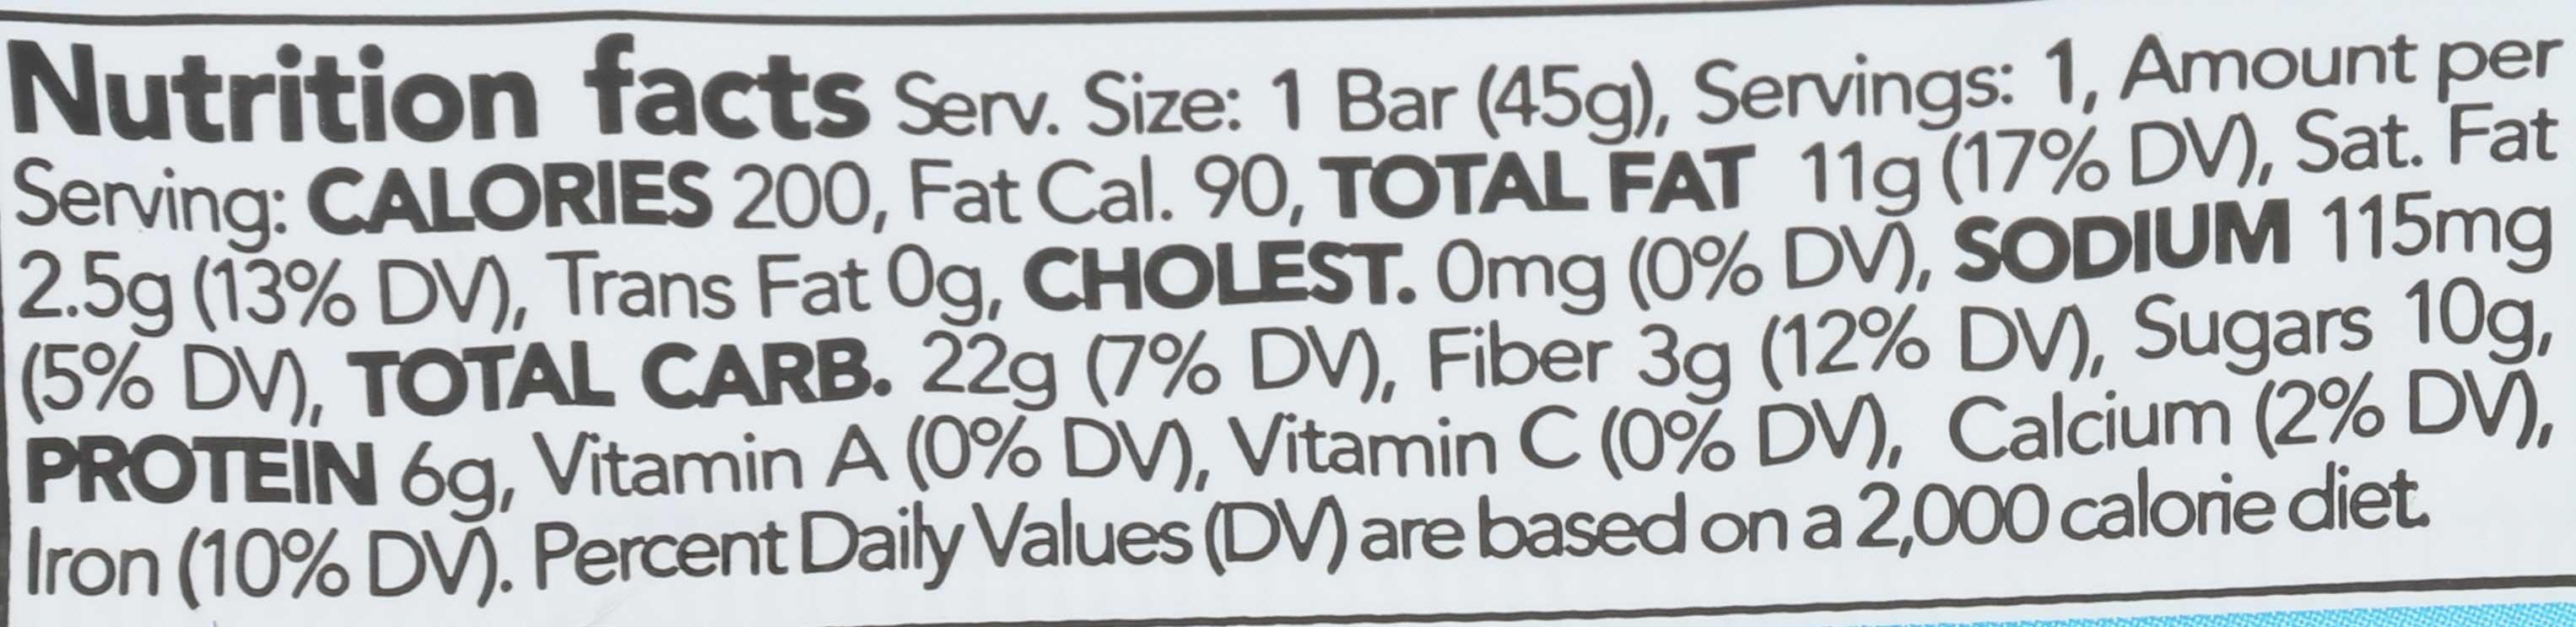 Nutrition facts Serv. Size: 1 Bar (45g), Servings: 1, Amount per
Serving: CALORIES 200, Fat Cal. 90, TOTAL FAT 11g (17% DV), Sat. Fat
2.5g (13% DV), Trans Fat 0g, CHOLEST. 0mg (0% DV), SODIUM 115mg
(5% DV), TOTAL CARB. 22g (7% DV), Fiber 3g (12% DV), Sugars 10g,
PROTEIN 6g, Vitamin A (0% DV), Vitamin C (0% DV), Calcium (2% DV),
Iron (10% DV). Percent Daily Values (DV) are based on a 2,000 calorie diet.